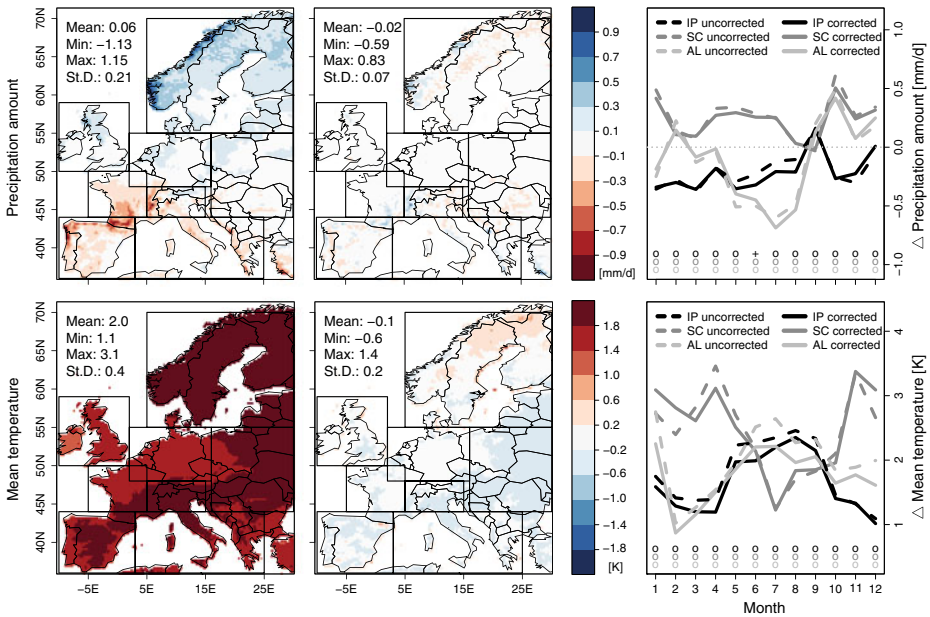 Precipitation amount
70N
65N
60N
55N
50N
45N
40N
Mean: 0.06
Min: −1.13
Max: 1.15
St.D.: 0.21
Mean: −0.02
Min: −0.59
Max: 0.83
St.D.: 0.07
0.9
0.7
0.5
0.3
0.1
−0.1
−0.3
−0.5
−0.7
−0.9
[mm/d]
IP uncorrected
IP corrected
SC uncorrected
SC corrected
AL uncorrected
AL corrected
1.0
0.5
0.0
−0.5
−1.0
△ Precipitation amount [mm/d]
o o o o o + o o o o o o
o o o o o o o o o o o o
o o o o o o o o o o o o
Mean temperature
70N
65N
60N
55N
50N
45N
40N
Mean: 2.0
Min: 1.1
Max: 3.1
St.D.: 0.4
Mean: −0.1
Min: −0.6
Max: 1.4
St.D.: 0.2
1.8
1.4
1.0
0.6
0.2
−0.2
−0.6
−1.0
−1.4
−1.8
[K]
IP uncorrected
IP corrected
SC uncorrected
SC corrected
AL uncorrected
AL corrected
4
3
2
1
△ Mean temperature [K]
o o o o o o o o o o o o
o o o o o o o o o o o o
o o o o o o o o o o o o
−5E 5E 15E 25E
−5E 5E 15E 25E
1 2 3 4 5 6 7 8 9 10 11 12
Month